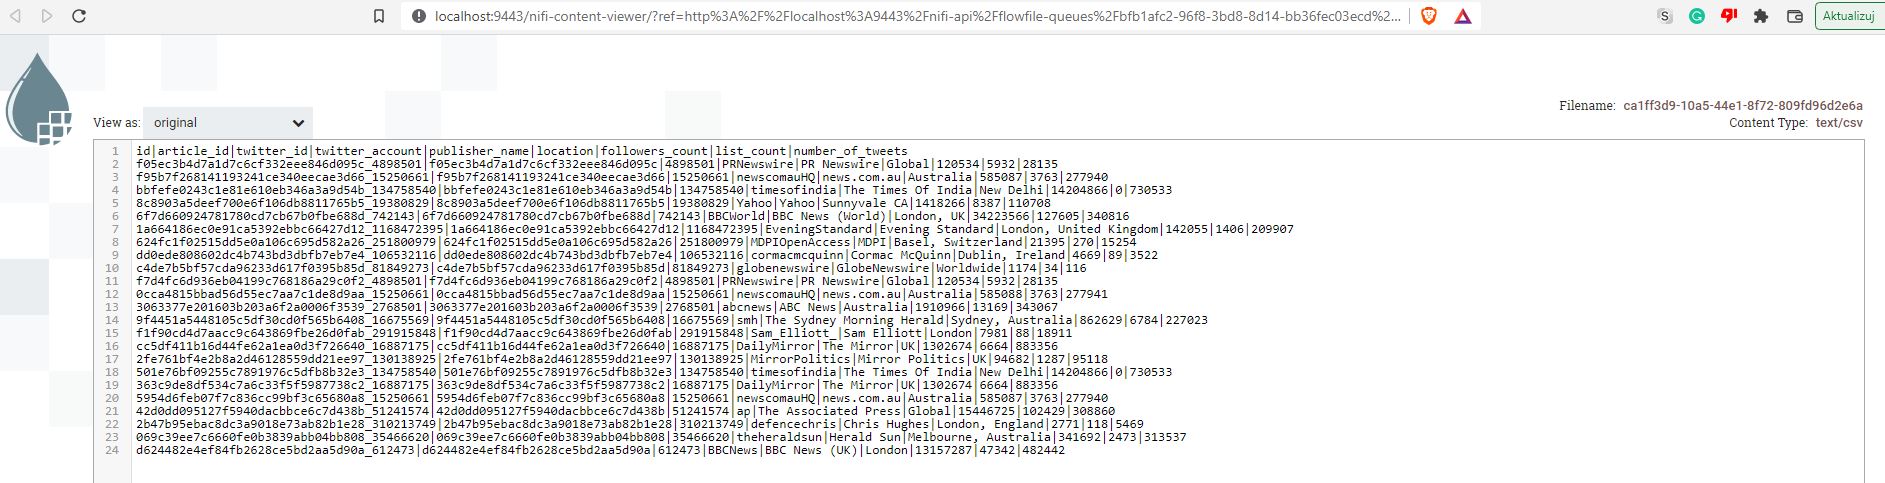 localhost:9443/nifi-content-viewer/?ref=http%3A%2F%2Flocalhost%3A9443%2Fnifi-api%2Fflowfile-queues%2Fbfb1afc2-96f8-3bd8-8d14-bb36fec03ecd%2...
S
Aktualizuj
Filename: ca1ff3d9-10a5-44e1-8f72-809fd96d2e6a
View as: original
Content Type: text/csv
1 id|article_id|twitter_id|twitter_account|publisher_name|location|followers_count|list_count|number_of_tweets
2 f05ec3b4d7a1d7c6cf332eee846d095c_4898501|f05ec3b4d7a1d7c6cf332eee846d095c|4898501|PRNewswire|PR Newswire|Global|120534|5932|28135
3 f95b7f268141193241ce340eecae3d66_15250661|f95b7f268141193241ce340eecae3d66|15250661|newscomauHQ|news.com.au|Australia|585087|3763|277940
4 bbfefe0243c1e81e610eb346a3a9d54b_134758540|bbfefe0243c1e81e610eb346a3a9d54b|134758540|timesofindia|The Times Of India|New Delhi|14204866|0|730533
5 8c8903a5deef700e6f106db8811765b5_19380829|8c8903a5deef700e6f106db8811765b5|19380829|Yahoo|Yahoo|Sunnyvale CA|1418266|8387|110708
6 6f7d660924781780cd7cb67b0fbe688d_742143|6f7d660924781780cd7cb67b0fbe688d|742143|BBCWorld|BBC News (World)|London, UK|34223566|127605|340816
7 1a664186ec0e91ca5392ebbc66427d12_1168472395|1a664186ec0e91ca5392ebbc66427d12|1168472395|EveningStandard|Evening Standard|London, United Kingdom|142055|1406|209907
8 624fc1f02515dd5e0a106c695d582a26_251800979|624fc1f02515dd5e0a106c695d582a26|251800979|MDPIOpenAccess|MDPI|Basel, Switzerland|21395|270|15254
9 dd0ede808602dc4b743bd3dbfb7eb7e4_106532116|dd0ede808602dc4b743bd3dbfb7eb7e4|106532116|cormacmcquinn|Cormac McQuinn|Dublin, Ireland|4669|89|3522
10 c4de7b5bf57cda96233d617f0395b85d_81849273|c4de7b5bf57cda96233d617f0395b85d|81849273|globenewswire|GlobeNewswire|Worldwide|1174|34|116
11 f7d4fc6d936eb04199c768186a29c0f2_4898501|f7d4fc6d936eb04199c768186a29c0f2|4898501|PRNewswire|PR Newswire|Global|120534|5932|28135
12 0cca4815bbad56d55ec7aa7c1de8d9aa_15250661|0cca4815bbad56d55ec7aa7c1de8d9aa|15250661|newscomauHQ|news.com.au|Australia|585088|3763|277941
13 3063377e201603b203a6f2a0006f3539_2768501|3063377e201603b203a6f2a0006f3539|2768501|abcnews|ABC News|Australia|1910966|13169|343067
14 9f4451a5448105c5df30cd0f565b6408_16675569|9f4451a5448105c5df30cd0f565b6408|16675569|smh|The Sydney Morning Herald|Sydney, Australia|862629|6784|227023
15 f1f90cd4d7aacc9c643869fbe26d0fab_291915848|f1f90cd4d7aacc9c643869fbe26d0fab|291915848|Sam_Elliott_|Sam Elliott|London|7981|88|18911
16 cc5df411b16d44fe62a1ea0d3f726640_16887175|cc5df411b16d44fe62a1ea0d3f726640|16887175|DailyMirror|The Mirror|UK|1302674|6664|883356
17 2fe761bf4e2b8a2d46128559dd21ee97_130138925|2fe761bf4e2b8a2d46128559dd21ee97|130138925|MirrorPolitics|Mirror Politics|UK|94682|1287|95118
18 501e76bf09255c7891976c5dfb8b32e3_134758540|501e76bf09255c7891976c5dfb8b32e3|134758540|timesofindia|The Times Of India|New Delhi|14204866|0|730533
19 363c9de8df534c7a6c33f5f5987738c2_16887175|363c9de8df534c7a6c33f5f5987738c2|16887175|DailyMirror|The Mirror|UK|1302674|6664|883356
20 5954d6feb07f7c836cc99bf3c65680a8_15250661|5954d6feb07f7c836cc99bf3c65680a8|15250661|newscomauHQ|news.com.au|Australia|585087|3763|277940
21 42d0dd095127f5940dacbbce6c7d438b_51241574|42d0dd095127f5940dacbbce6c7d438b|51241574|ap|The Associated Press|Global|15446725|102429|308860
22 2b47b95ebac8dc3a9018e73ab82b1e28_310213749|2b47b95ebac8dc3a9018e73ab82b1e28|310213749|defencechris|Chris Hughes|London, England|2771|118|5469
23 069c39ee7c6660fe0b3839abb04bb808_35466620|069c39ee7c6660fe0b3839abb04bb808|35466620|theheraldsun|Herald Sun|Melbourne, Australia|341692|2473|313537
24 d624482e4ef84fb2628ce5bd2aa5d90a_612473|d624482e4ef84fb2628ce5bd2aa5d90a|612473|BBCNews|BBC News (UK)|London|13157287|47342|482442